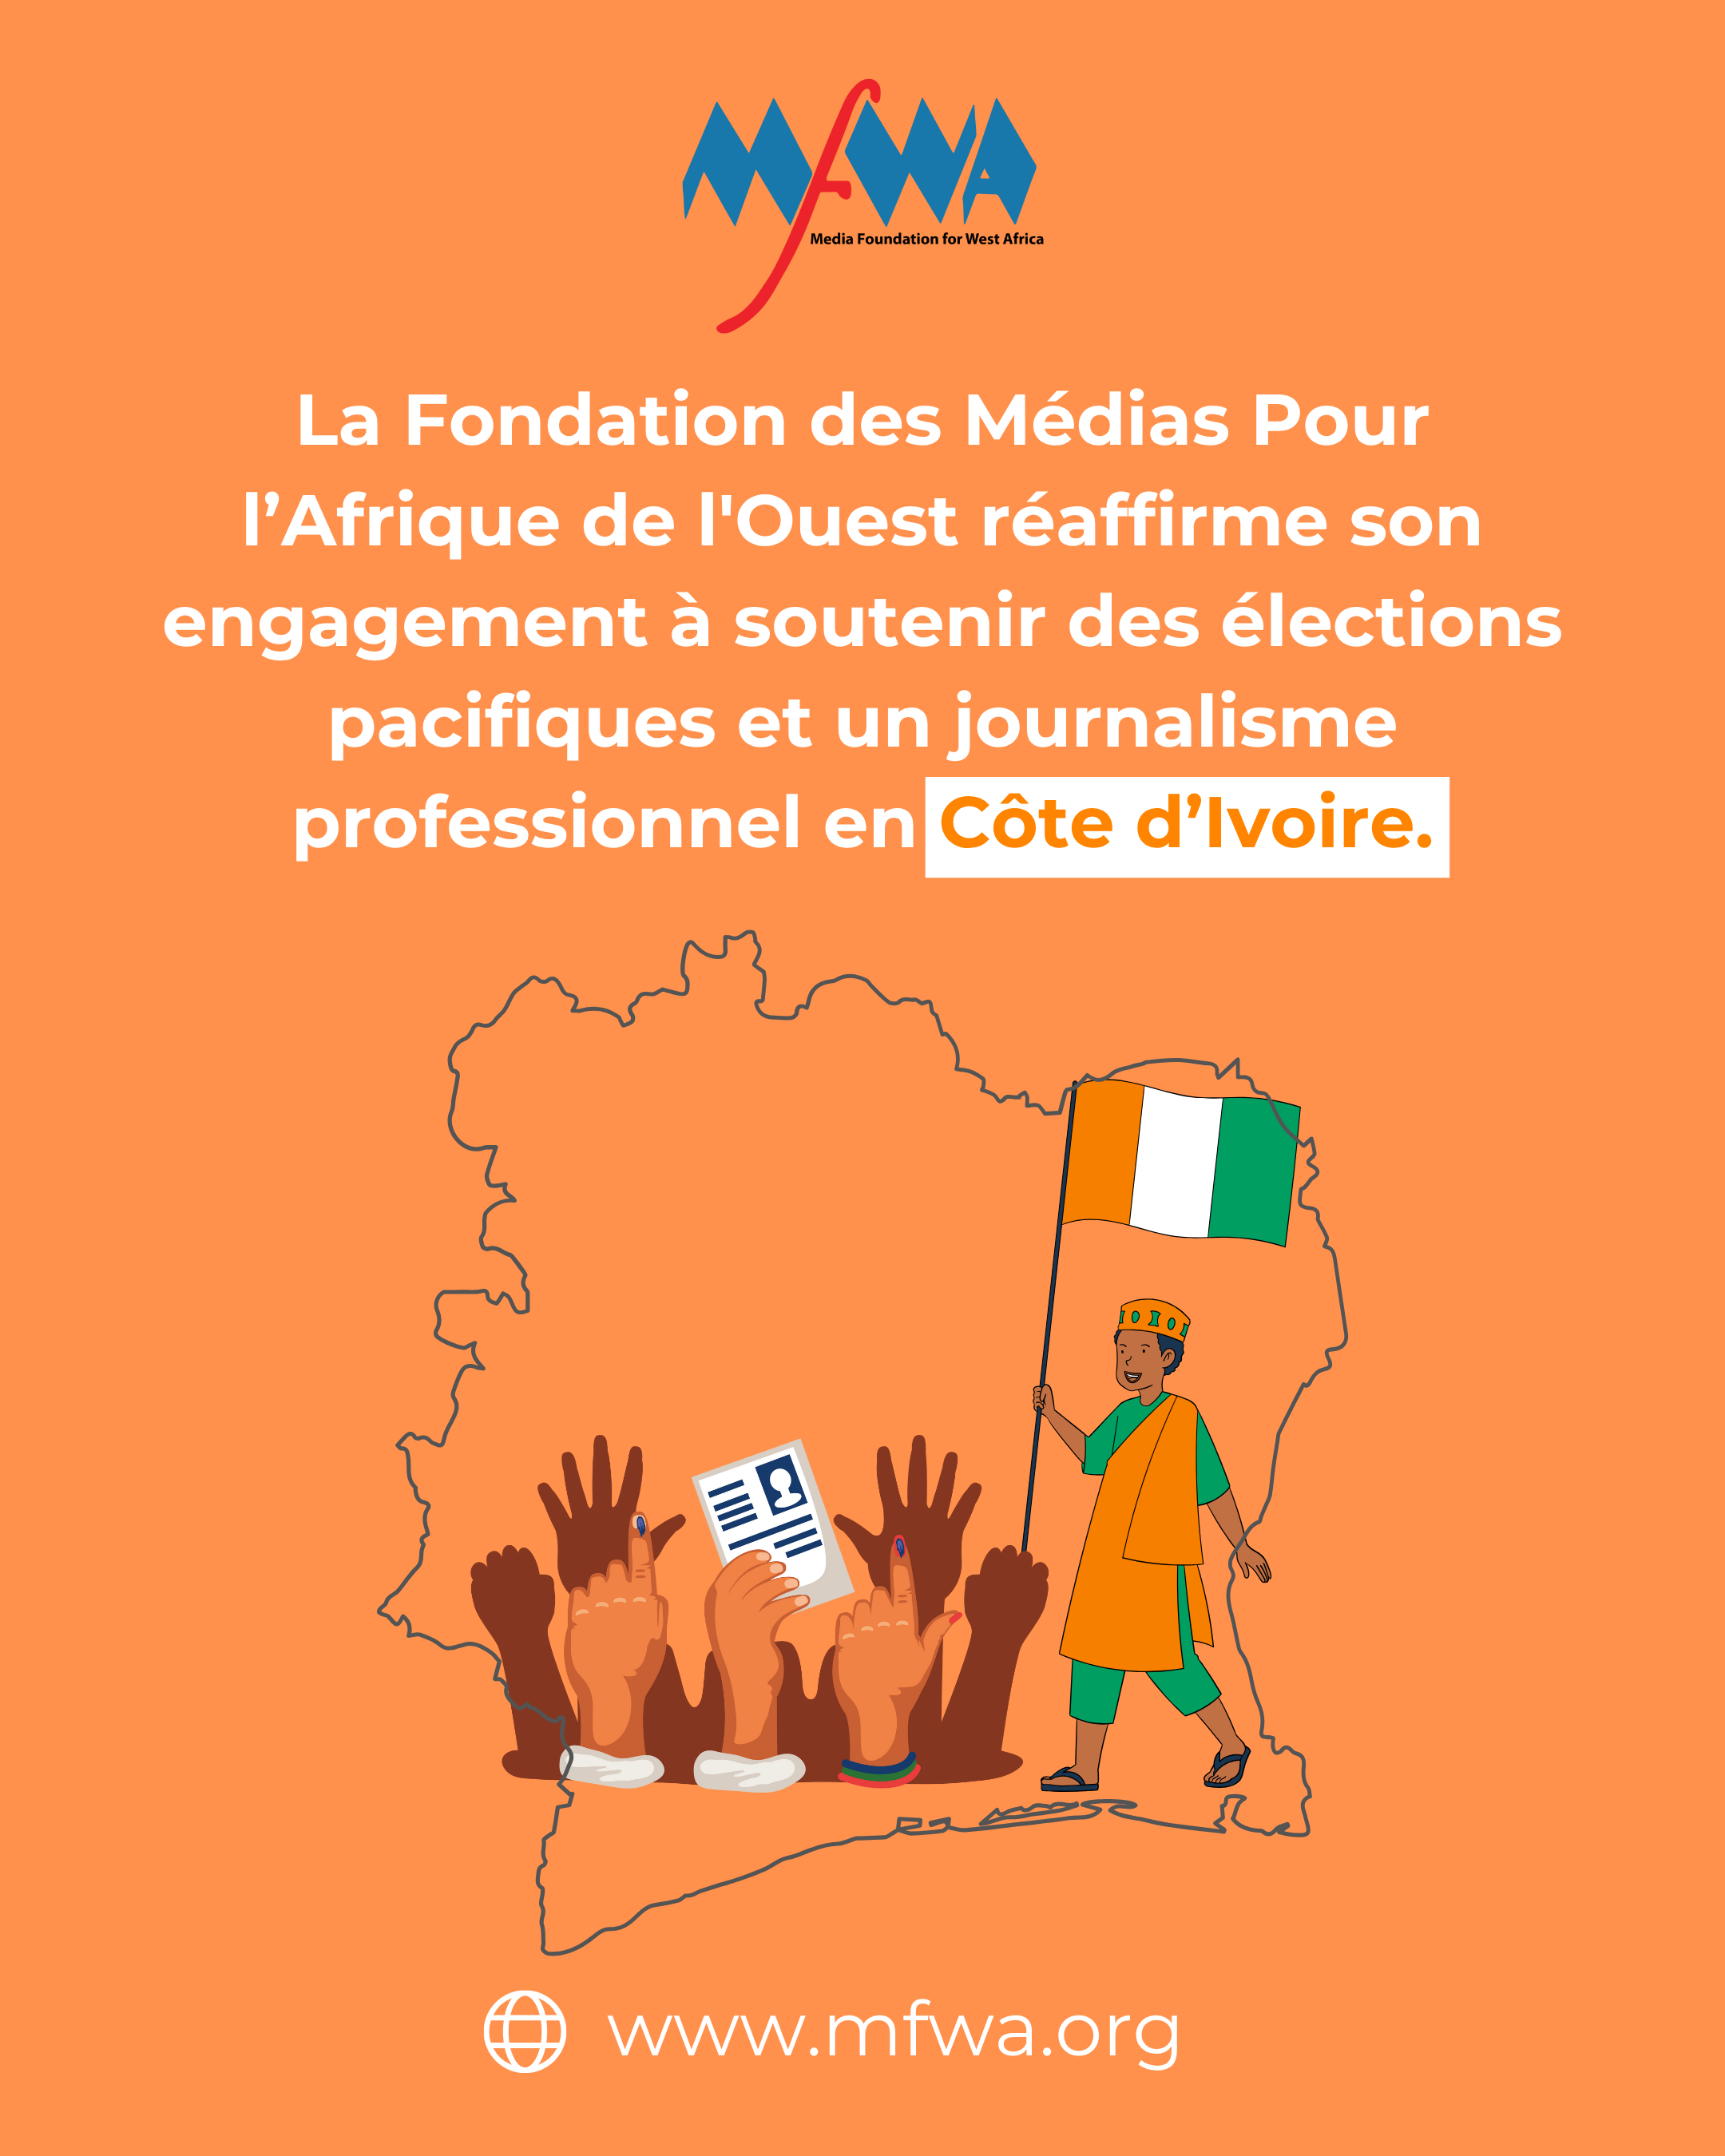 MfWA
Media Foundation for West Africa
La Fondation des Médias Pour
l’Afrique de l'Ouest réaffirme son
engagement à soutenir des élections
pacifiques et un journalisme
professionnel en Côte d’Ivoire.
www.mfwa.org